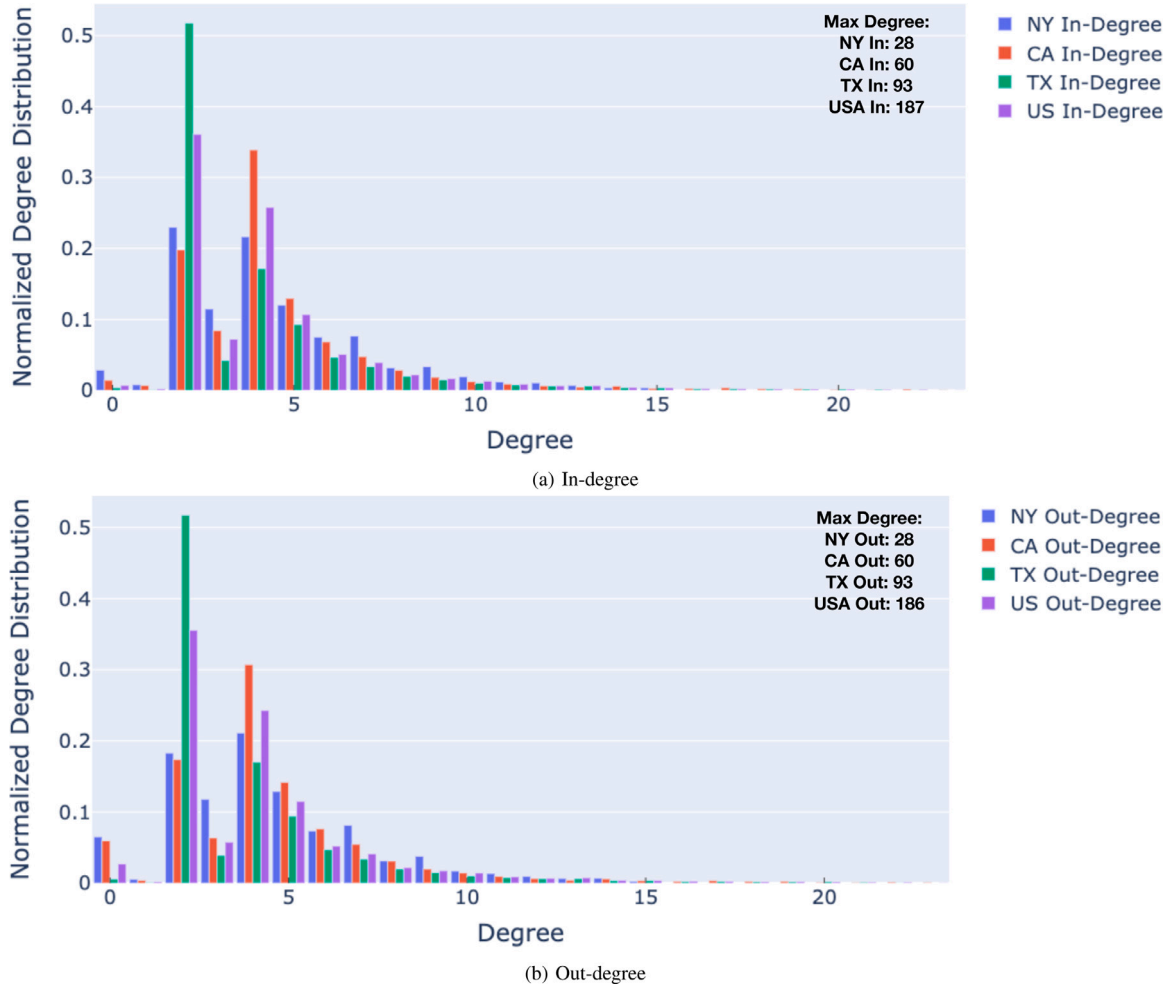 Normalized Degree Distribution
0.5
0.4
0.3
0.2
0.1
0
0
5
10
15
20
Degree
Max Degree:
NY In: 28
CA In: 60
TX In: 93
USA In: 187
NY In-Degree
CA In-Degree
TX In-Degree
US In-Degree
(a) In-degree
Normalized Degree Distribution
0.5
0.4
0.3
0.2
0.1
0
0
5
10
15
20
Degree
Max Degree:
NY Out: 28
CA Out: 60
TX Out: 93
USA Out: 186
NY Out-Degree
CA Out-Degree
TX Out-Degree
US Out-Degree
(b) Out-degree